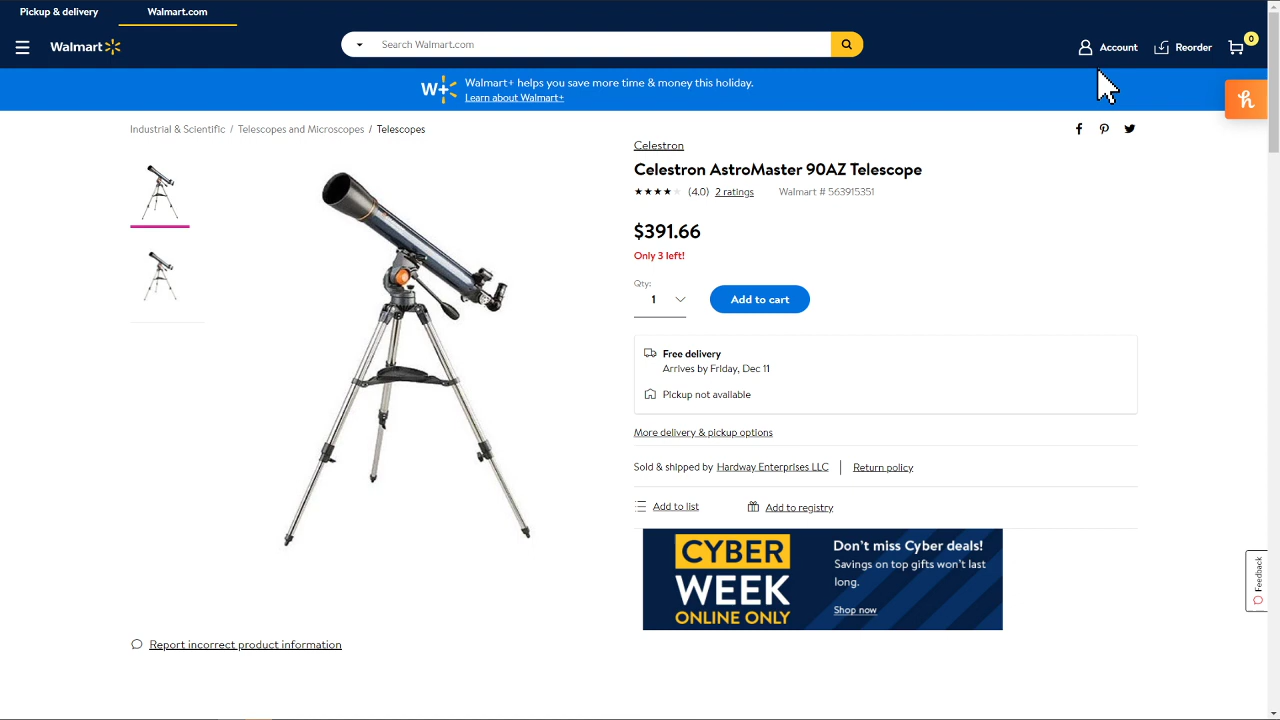 Pickup & delivery
Walmart.com
Walmart
Search Walmart.com
Account
Reorder
0
W+
Walmart+ helps you save more time & money this holiday.
Learn about Walmart+
h
Industrial & Scientific / Telescopes and Microscopes / Telescopes
Celestron
Celestron AstroMaster 90AZ Telescope
(4.0) 2 ratings Walmart # 563915351
$391.66
Only 3 left!
Qty:
1
Add to cart
Free delivery
Arrives by Friday, Dec 11
Pickup not available
More delivery & pickup options
Sold & shipped by Hardway Enterprises LLC | Return policy
Add to list
Add to registry
CYBER
WEEK
ONLINE ONLY
Don't miss Cyber deals!
Savings on top gifts won't last
long.
Shop now
Feedback
Report incorrect product information